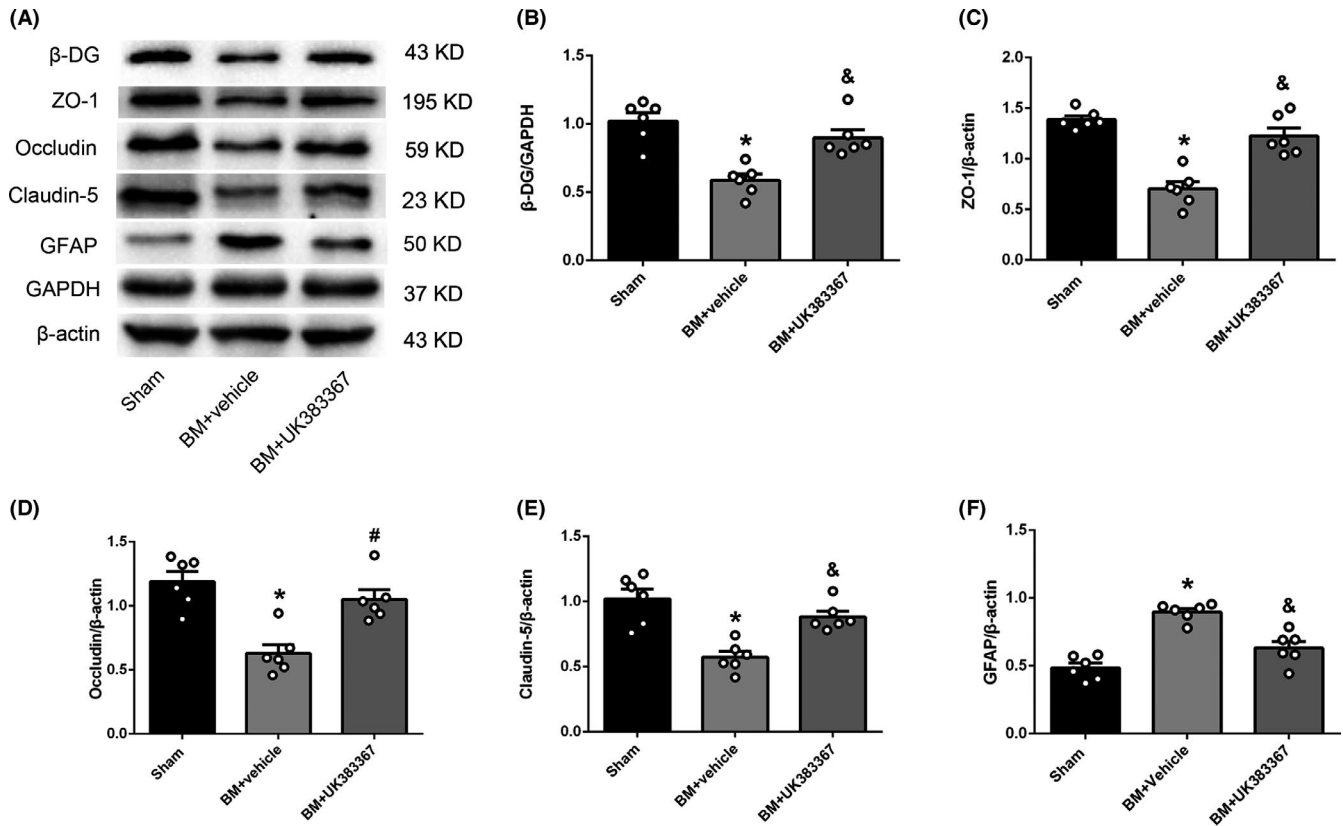 (A)
β-DG 43 KD
ZO-1 195 KD
Occludin 59 KD
Claudin-5 23 KD
GFAP 50 KD
GAPDH 37 KD
β-actin 43 KD
Sham
BM+vehicle
BM+UK383367
(B)
β-DG/GAPDH
1.5
1.0
0.5
0.0
*
&
Sham
BM+vehicle
BM+UK383367
(C)
ZO-1/β-actin
2.0
1.5
1.0
0.5
0.0
*
&
Sham
BM+vehicle
BM+UK383367
(D)
Occludin/β-actin
1.5
1.0
0.5
0.0
*
#
Sham
BM+vehicle
BM+UK383367
(E)
Claudin-5/β-actin
1.5
1.0
0.5
0.0
*
&
Sham
BM+vehicle
BM+UK383367
(F)
GFAP/β-actin
1.5
1.0
0.5
0.0
*
&
Sham
BM+Vehicle
BM+UK383367